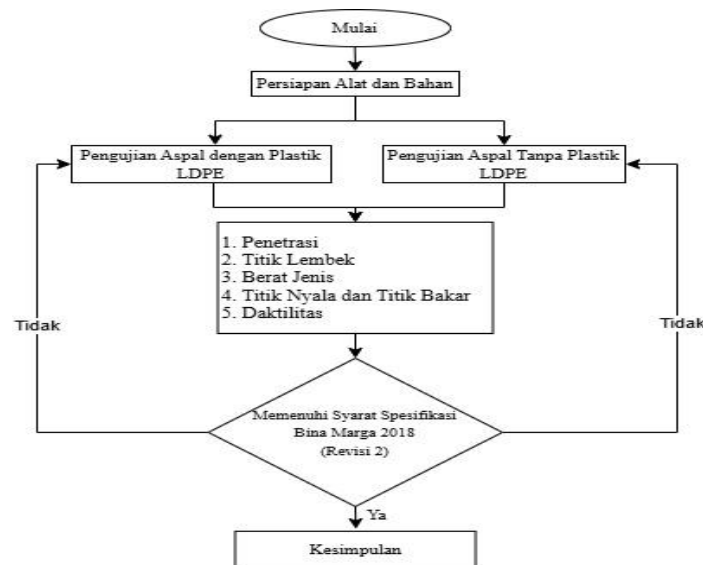 Mulai
Persiapan Alat dan Bahan
Pengujian Aspal dengan Plastik
LDPE
Pengujian Aspal Tanpa Plastik
LDPE
1. Penetrasi
2. Titik Lembek
3. Berat Jenis
4. Titik Nyala dan Titik Bakar
5. Daktilitas
Tidak
Tidak
Memenuhi Syarat Spesifikasi
Bina Marga 2018
(Revisi 2)
Ya
Kesimpulan